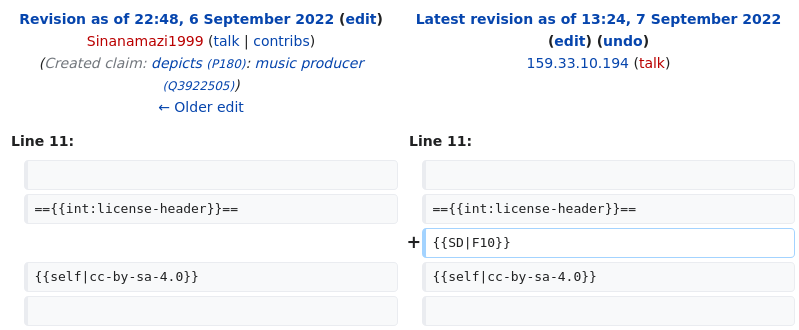 Revision as of 22:48, 6 September 2022 (edit)
Sinanamazi1999 (talk | contribs)
(Created claim: depicts (P180): music producer
(Q3922505))
← Older edit
Latest revision as of 13:24, 7 September 2022
(edit) (undo)
159.33.10.194 (talk)
Line 11:
Line 11:
=={{int:license-header}}==
=={{int:license-header}}==
+ {{SD|F10}}
{{self|cc-by-sa-4.0}}
{{self|cc-by-sa-4.0}}